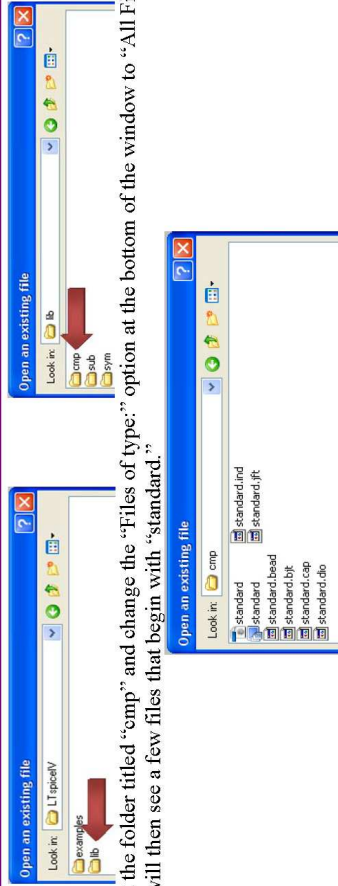 Open an existing file
Look in: LTspiceIV
examples
lib
Open an existing file
Look in: lib
cmp
sub
sym
the folder titled “cmp” and change the “Files of type:” option at the bottom of the window to “All F
will then see a few files that begin with “standard.”
Open an existing file
Look in: cmp
standard
standard
standard.bead
standard.bjt
standard.cap
standard.dio
standard.ind
standard.jft